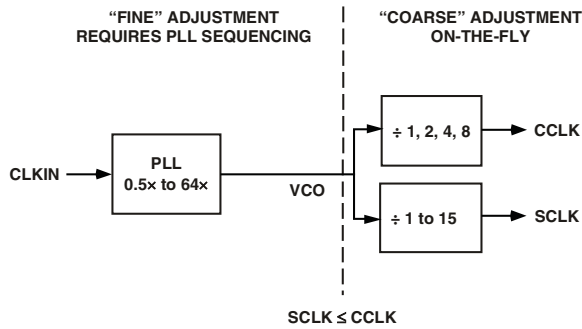 “FINE” ADJUSTMENT
REQUIRES PLL SEQUENCING
“COARSE” ADJUSTMENT
ON-THE-FLY
CLKIN
PLL
0.5× to 64×
VCO
÷ 1, 2, 4, 8
CCLK
÷ 1 to 15
SCLK
SCLK ≤ CCLK